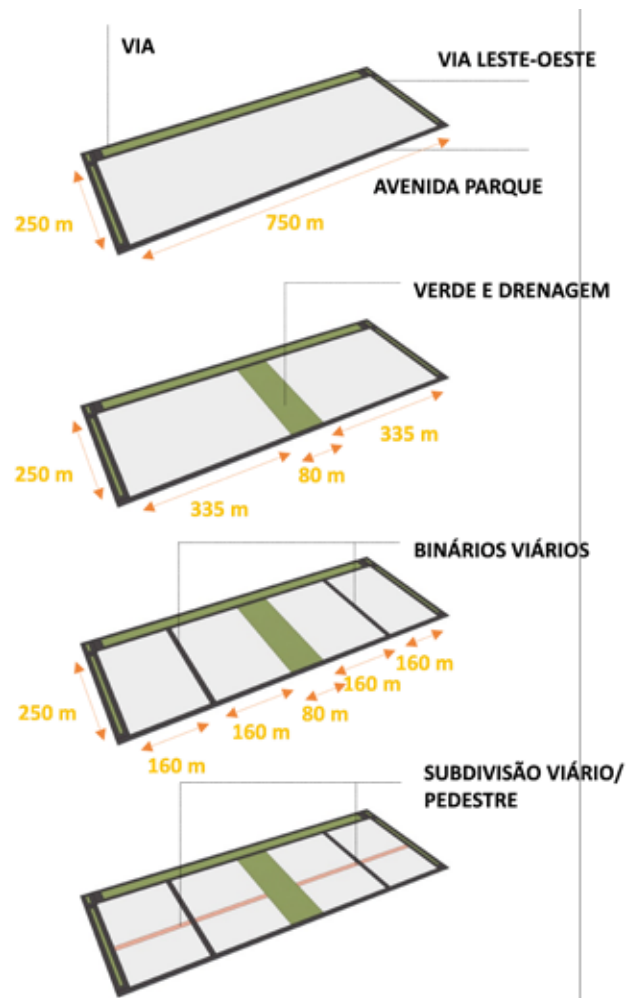 VIA
VIA LESTE-OESTE
AVENIDA PARQUE
250 m
750 m
VERDE E DRENAGEM
250 m
335 m
80 m
335 m
BINÁRIOS VIÁRIOS
250 m
160 m
160 m
80 m
160 m
160 m
SUBDIVISÃO VIÁRIO/
PEDESTRE